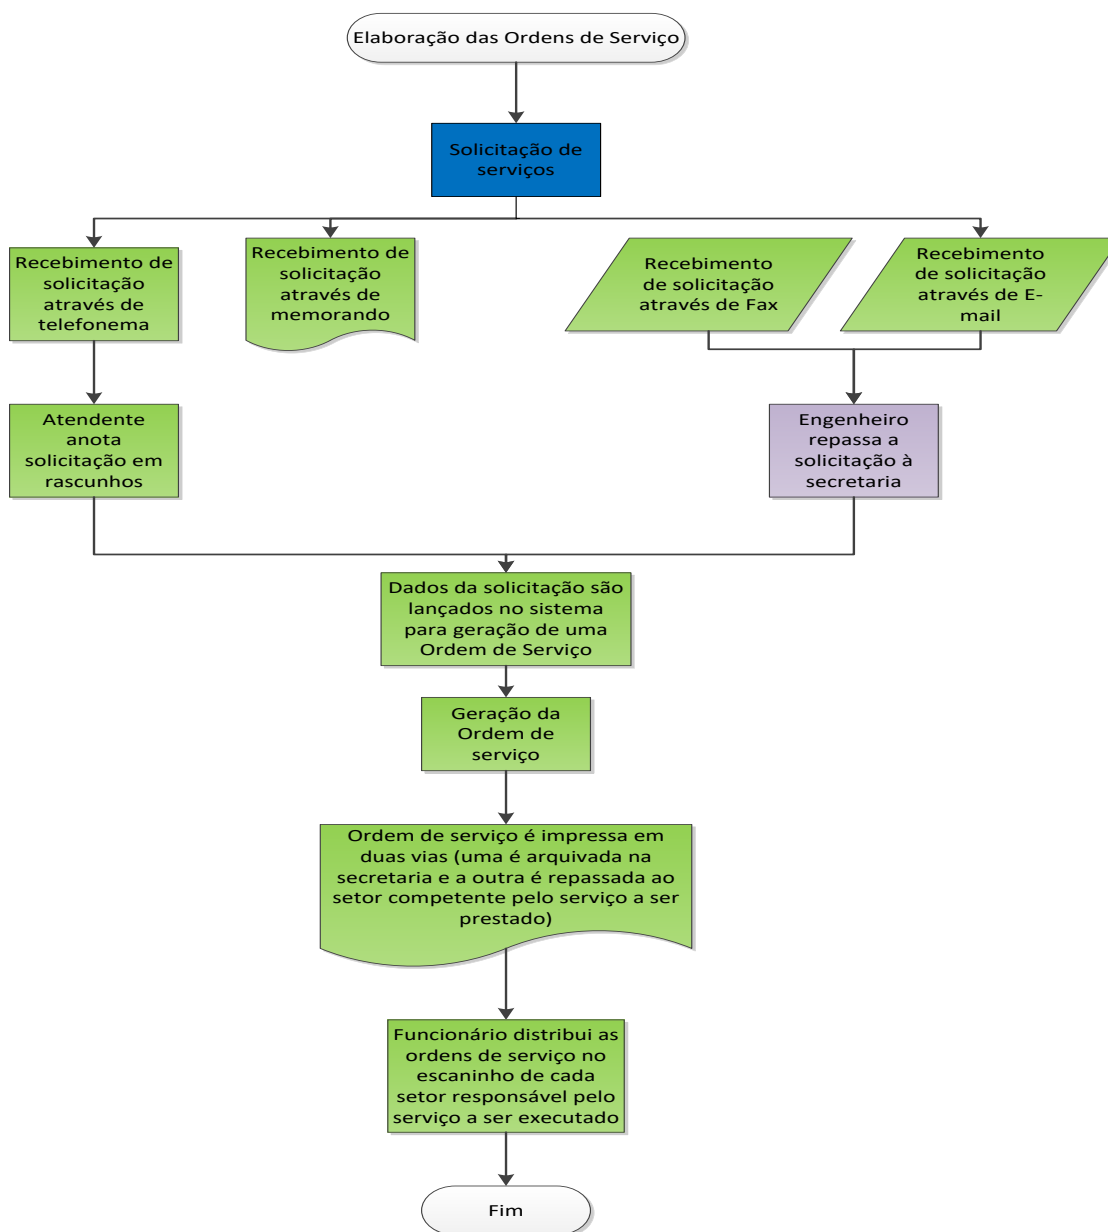 Elaboração das Ordens de Serviço
Solicitação de
serviços
Recebimento de
solicitação
através de
telefonema
Recebimento de
solicitação
através de
memorando
Recebimento
de solicitação
através de Fax
Recebimento
de solicitação
através de E-
mail
Atendente
anota
solicitação em
rascunhos
Engenheiro
repassa a
solicitação à
secretaria
Dados da solicitação são
lançados no sistema
para geração de uma
Ordem de Serviço
Geração da
Ordem de
serviço
Ordem de serviço é impressa em
duas vias (uma é arquivada na
secretaria e a outra é repassada ao
setor competente pelo serviço a ser
prestado)
Funcionário distribui as
ordens de serviço no
escaninho de cada
setor responsável pelo
serviço a ser executado
Fim